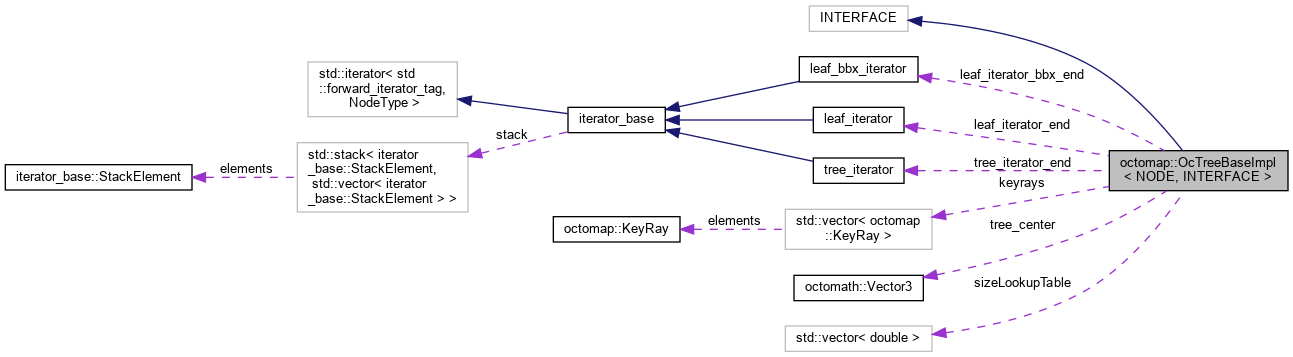 INTERFACE
leaf_bbx_iterator
leaf_iterator_bbx_end
std::iterator< std
::forward_iterator_tag,
NodeType >
iterator_base
leaf_iterator
leaf_iterator_end
stack
tree_iterator
tree_iterator_end
octomap::OcTreeBaseImpl
< NODE, INTERFACE >
iterator_base::StackElement
elements
std::stack< iterator
_base::StackElement,
std::vector< iterator
_base::StackElement > >
keyrays
octomap::KeyRay
elements
std::vector< octomap
::KeyRay >
tree_center
octomath::Vector3
sizeLookupTable
std::vector< double >